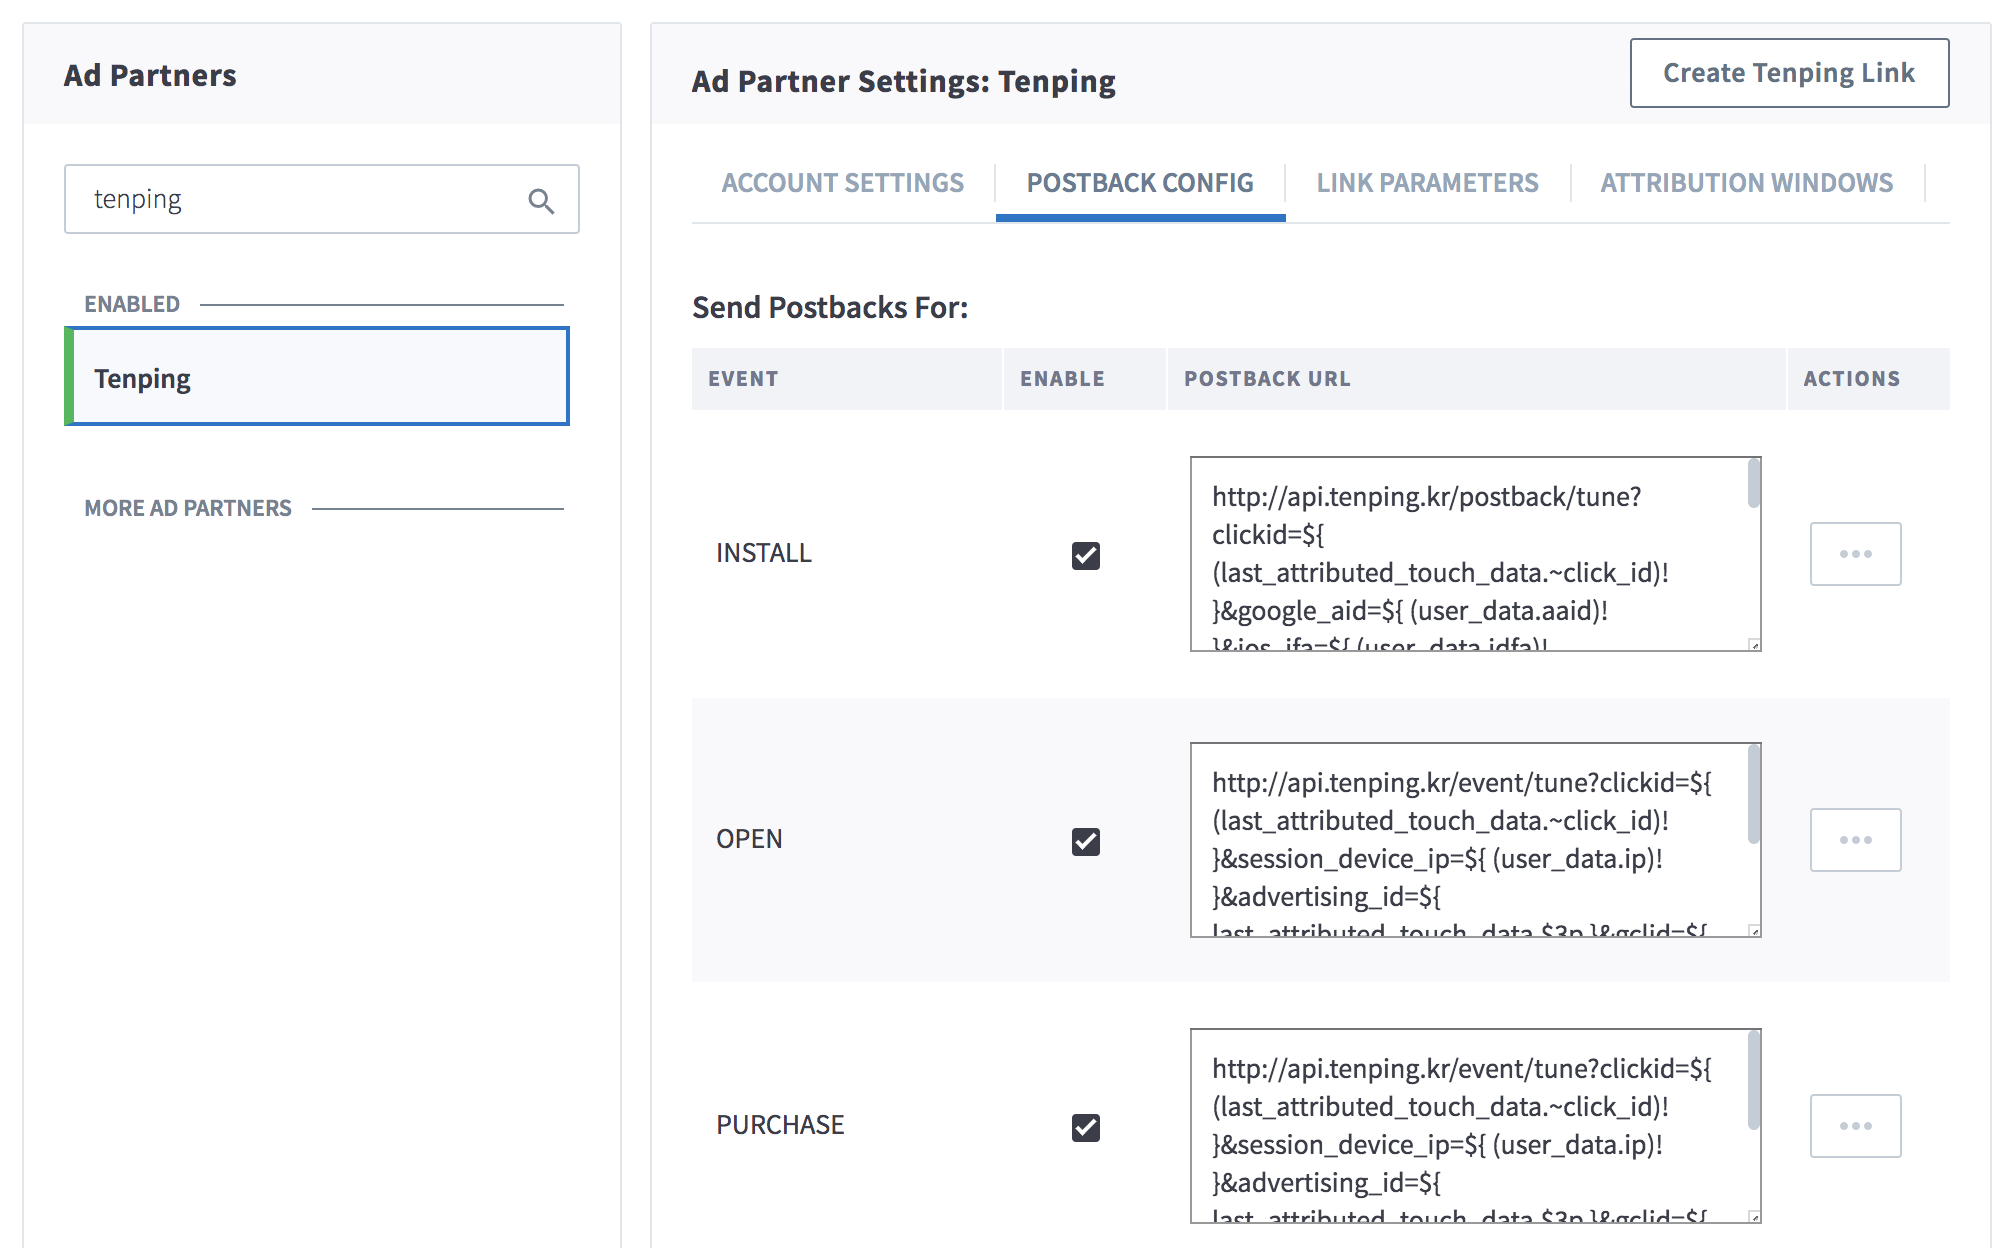 Ad Partners
tenping
ENABLED
Tenping
MORE AD PARTNERS
Ad Partner Settings: Tenping
Create Tenping Link
ACCOUNT SETTINGS
POSTBACK CONFIG
LINK PARAMETERS
ATTRIBUTION WINDOWS
Send Postbacks For:
EVENT
ENABLE
POSTBACK URL
ACTIONS
INSTALL
http://api.tenping.kr/postback/tune?
clickid=${
(last_attributed_touch_data.~click_id)!
}&google_aid=${ (user_data.aaid)!
}&ios_ifa=${ (user_data.idfa)!
OPEN
http://api.tenping.kr/event/tune?clickid=${
(last_attributed_touch_data.~click_id)!
}&session_device_ip=${ (user_data.ip)!
}&advertising_id=${
last_attributed_touch_data.$3p }&gclid=${
PURCHASE
http://api.tenping.kr/event/tune?clickid=${
(last_attributed_touch_data.~click_id)!
}&session_device_ip=${ (user_data.ip)!
}&advertising_id=${
last_attributed_touch_data.$3p }&gclid=${